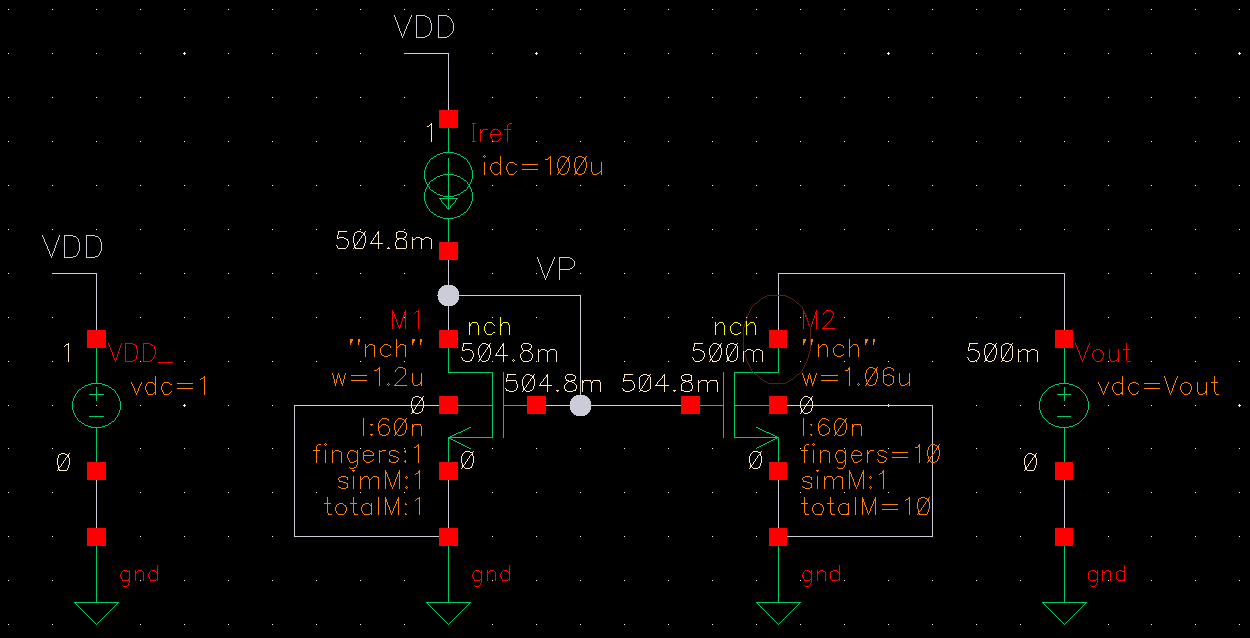 VDD
1
Iref
idc=100u
504.8m
VP
VDD
1
VDD_
vdc=1
0
gnd
M1
nch
"nch"
504.8m
w=1.2u
504.8m
0
l:60n
fingers:1
0
simM:1
totalM:1
gnd
504.8m
nch
M2
500m
"nch"
w=1.06u
0
l:60n
fingers=10
0
simM:1
totalM=10
gnd
500m
Vout
vdc=Vout
0
gnd